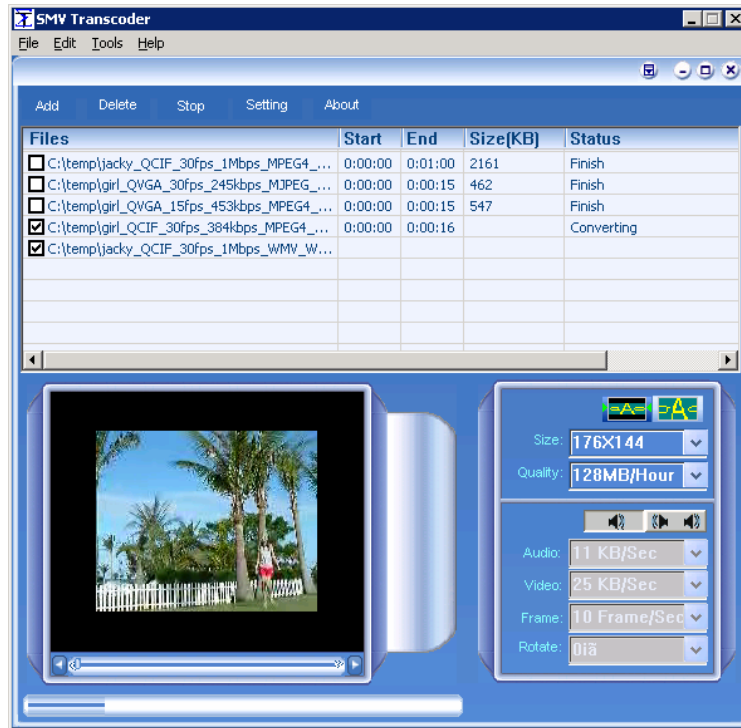 SMV Transcoder
File Edit Tools Help
Add Delete Stop Setting About
Files Start End Size(KB) Status
C:\temp\jacky_QCIF_30fps_1Mbps_MPEG4_... 0:00:00 0:01:00 2161 Finish
C:\temp\girl_QVGA_30fps_245kbps_MJPEG_... 0:00:00 0:00:15 462 Finish
C:\temp\girl_QVGA_15fps_453kbps_MPEG4_... 0:00:00 0:00:15 547 Finish
C:\temp\girl_QCIF_30fps_384kbps_MPEG4_... 0:00:00 0:00:16 Converting
C:\temp\jacky_QCIF_30fps_1Mbps_WMV_W...
A A
Size: 176X144
Quality: 128MB/Hour
Audio: 11 KB/Sec
Video: 25 KB/Sec
Frame: 10 Frame/Sec
Rotate: 0iã